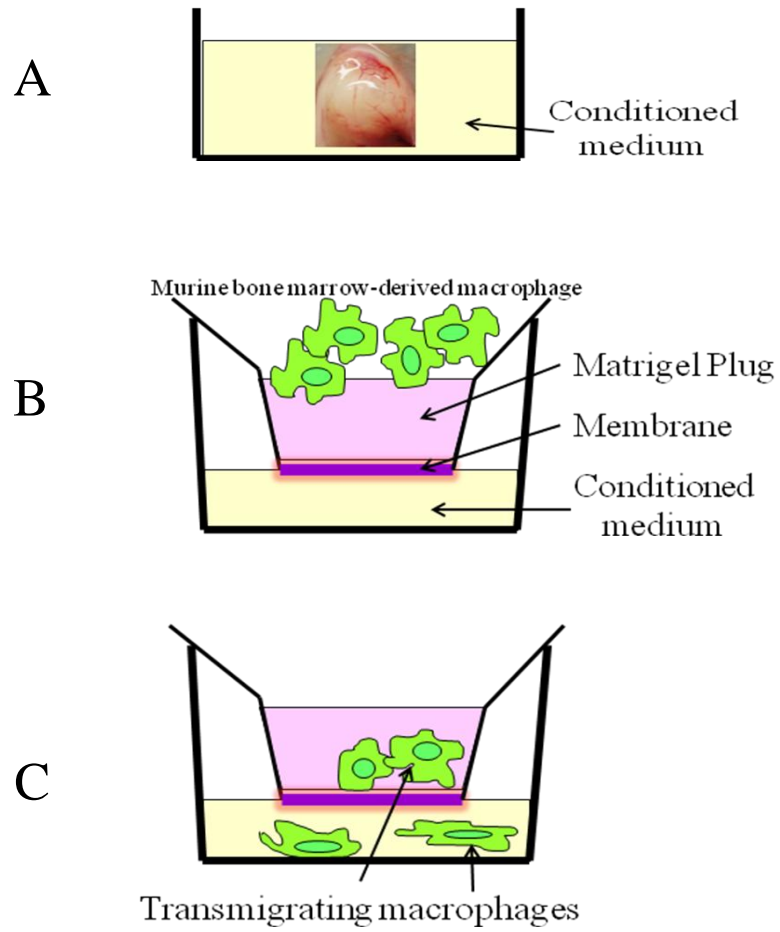 A
Conditioned
medium
Murine bone marrow-derived macrophage
B
Matrigel Plug
Membrane
Conditioned
medium
C
Transmigrating macrophages